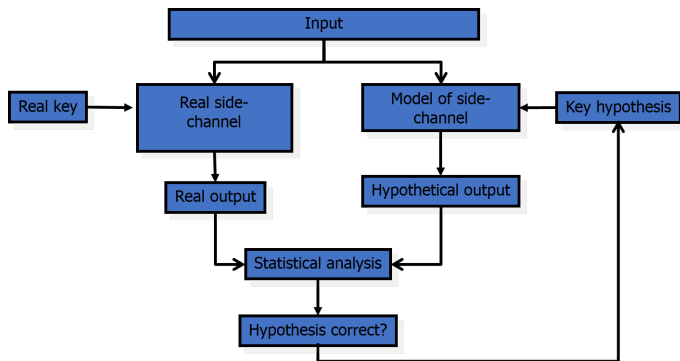 Input
Real key
Real side-
channel
Model of side-
channel
Key hypothesis
Real output
Hypothetical output
Statistical analysis
Hypothesis correct?